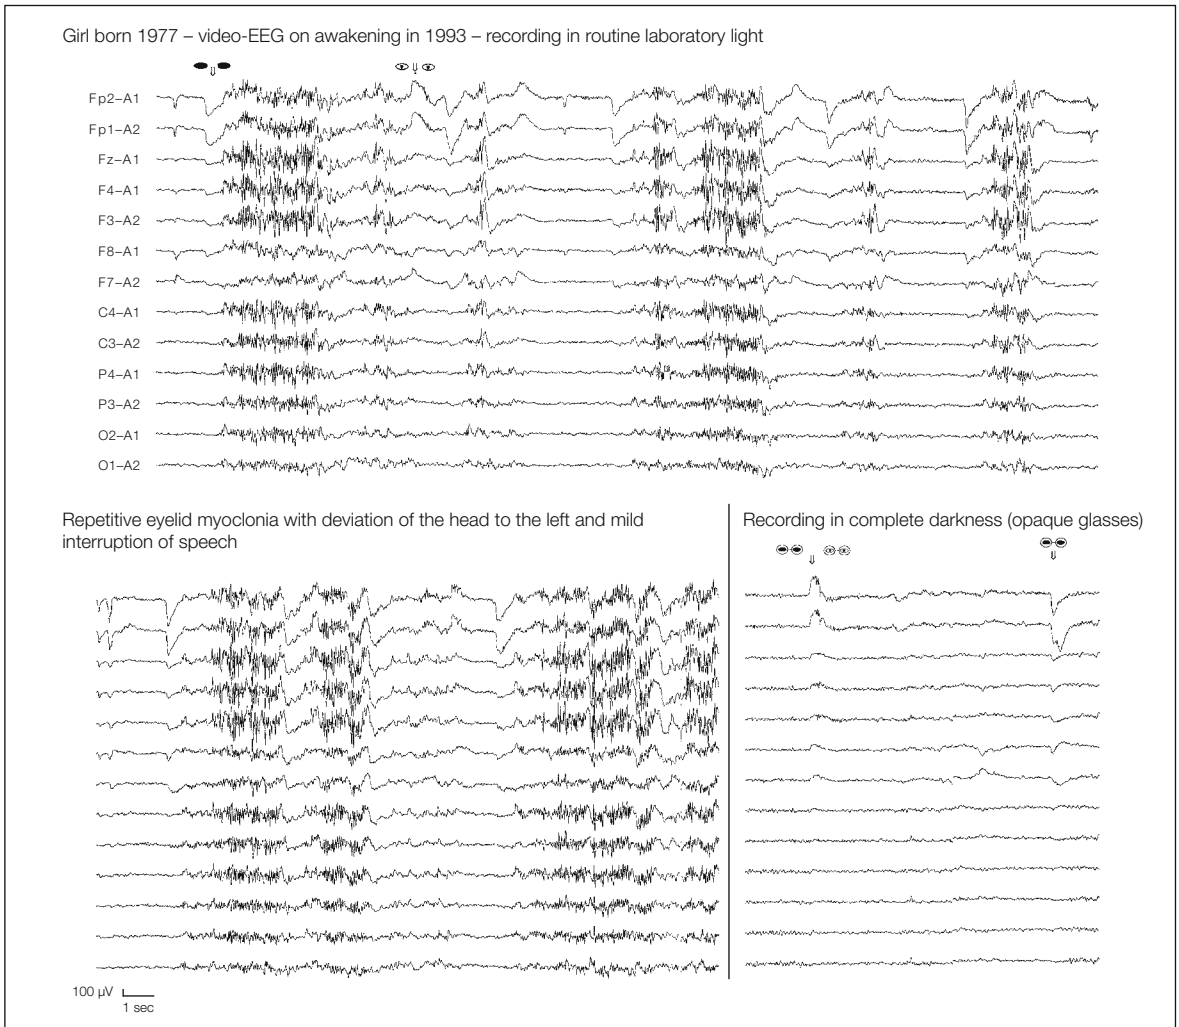 Girl born 1977 – video-EEG on awakening in 1993 – recording in routine laboratory light
Fp2–A1
Fp1–A2
Fz–A1
F4–A1
F3–A2
F8–A1
F7–A2
C4–A1
C3–A2
P4–A1
P3–A2
O2–A1
O1–A2
Repetitive eyelid myoclonia with deviation of the head to the left and mild
interruption of speech
Recording in complete darkness (opaque glasses)
100 µV
1 sec